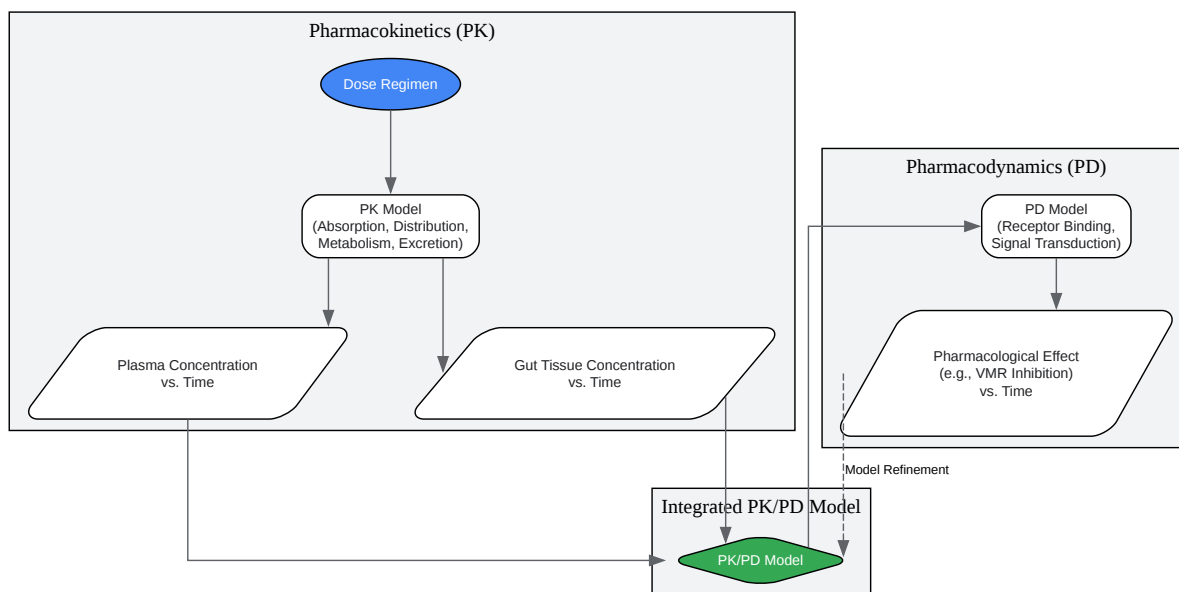 Pharmacokinetics (PK)
Dose Regimen
PK Model
(Absorption, Distribution,
Metabolism, Excretion)
Plasma Concentration
vs. Time
Gut Tissue Concentration
vs. Time
Pharmacodynamics (PD)
PD Model
(Receptor Binding,
Signal Transduction)
Pharmacological Effect
(e.g., VMR Inhibition)
vs. Time
Model Refinement
Integrated PK/PD Model
PK/PD Model